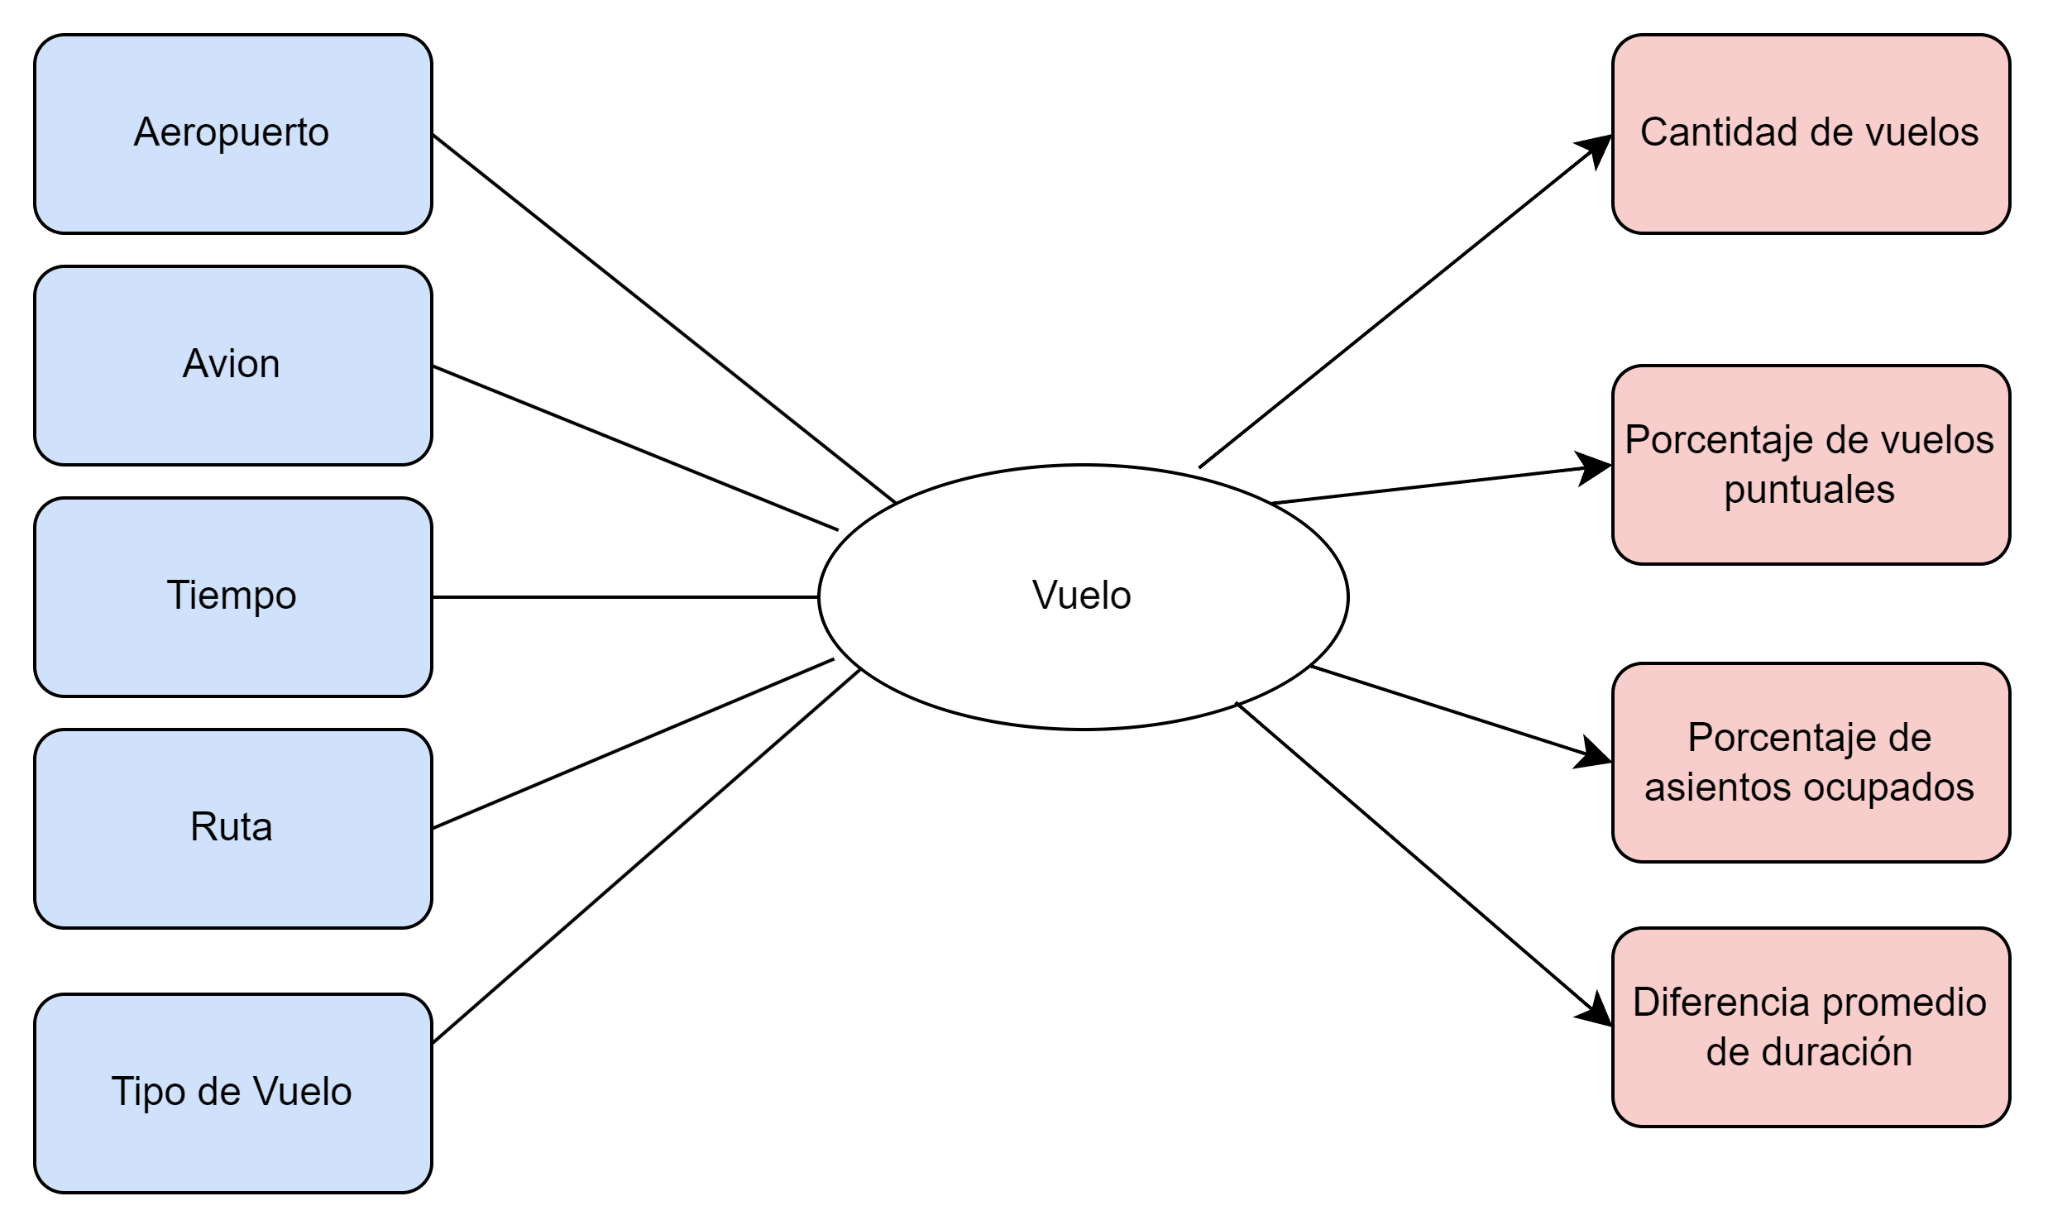 Aeropuerto
Avion
Tiempo
Ruta
Tipo de Vuelo
Vuelo
Cantidad de vuelos
Porcentaje de vuelos
puntuales
Porcentaje de
asientos ocupados
Diferencia promedio
de duración